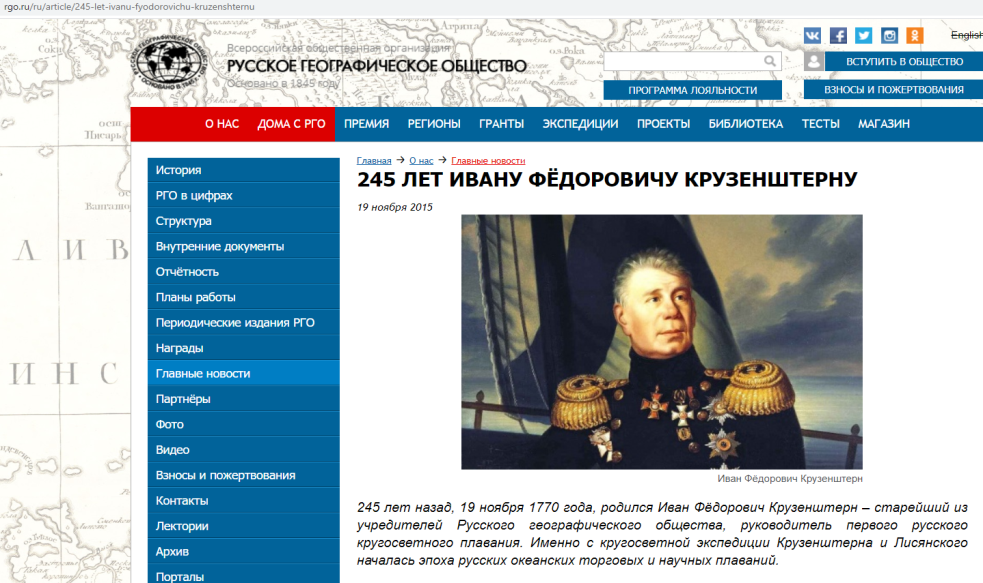 rgo.ru/ru/article/245-let-ivanu-fyodorovichu-kruzenshternu
Всероссийская общественная организация
РУССКОЕ ГЕОГРАФИЧЕСКОЕ ОБЩЕСТВО
Основано в 1845 году
English
ВСТУПИТЬ В ОБЩЕСТВО
ПРОГРАММА ЛОЯЛЬНОСТИ
ВЗНОСЫ И ПОЖЕРТВОВАНИЯ
О НАС ДОМА С РГО ПРЕМИЯ РЕГИОНЫ ГРАНТЫ ЭКСПЕДИЦИИ ПРОЕКТЫ БИБЛИОТЕКА ТЕСТЫ МАГАЗИН
История
РГО в цифрах
Структура
Внутренние документы
Отчётность
Планы работы
Периодические издания РГО
Награды
Главные новости
Партнёры
Фото
Видео
Взносы и пожертвования
Контакты
Лектории
Архив
Порталы
Главная → О нас → Главные новости
245 ЛЕТ ИВАНУ ФЁДОРОВИЧУ КРУЗЕНШТЕРНУ
19 ноября 2015
Иван Фёдорович Крузенштерн
245 лет назад, 19 ноября 1770 года, родился Иван Фёдорович Крузенштерн – старейший из
учредителей Русского географического общества, руководитель первого русского
кругосветного плавания. Именно с кругосветной экспедиции Крузенштерна и Лисянского
началась эпоха русских океанских торговых и научных плаваний.